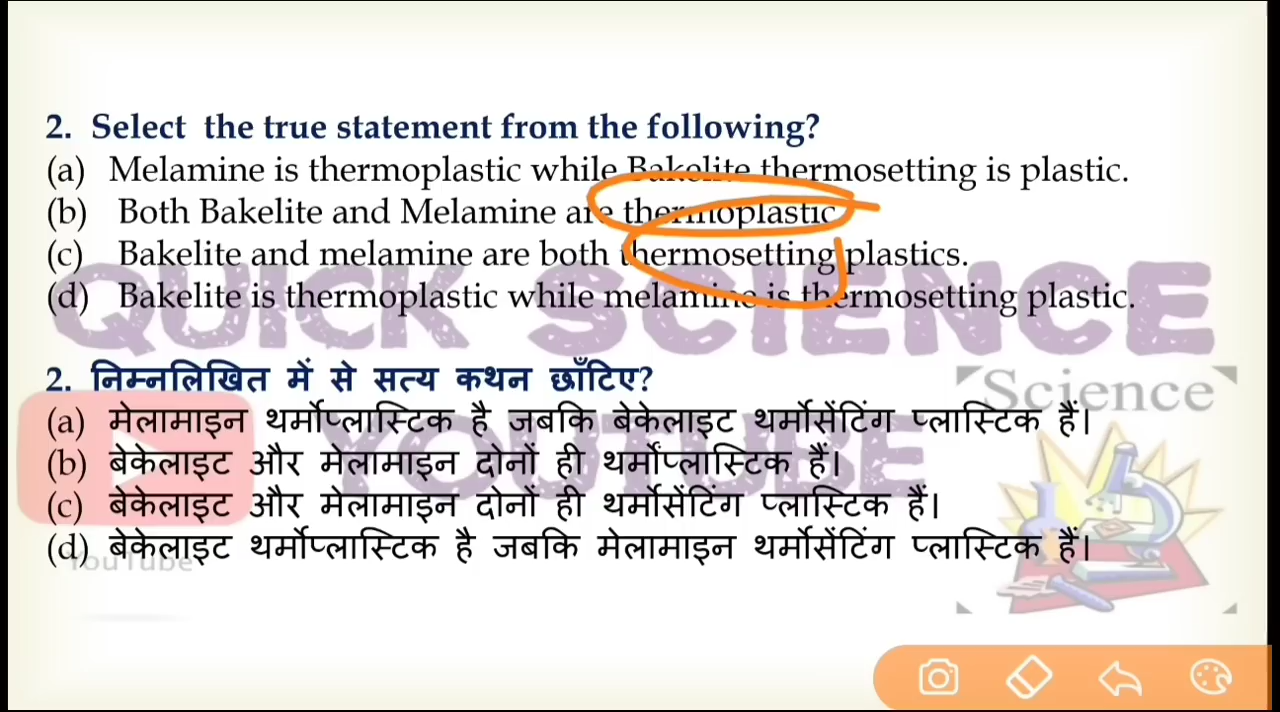 2. Select the true statement from the following?
(a) Melamine is thermoplastic while Bakelite thermosetting is plastic.
(b) Both Bakelite and Melamine are thermoplastic
(c) Bakelite and melamine are both thermosetting plastics.
(d) Bakelite is thermoplastic while melamine is thermosetting plastic.
QUICK SCIENCE
2. निम्नलिखित में से सत्य कथन छाँटिए?
Science
(a) मेलामाइन थर्मोप्लास्टिक है जबकि बेकेलाइट थर्मोसेंटिंग प्लास्टिक हैं।
YOUTUBE
(b) बेकेलाइट और मेलामाइन दोनों ही थर्मोंप्लास्टिक हैं।
(c) बेकेलाइट और मेलामाइन दोनों ही थर्मोसेंटिंग प्लास्टिक हैं।
(d) बेकेलाइट थर्मोप्लास्टिक है जबकि मेलामाइन थर्मोसेंटिंग प्लास्टिक हैं।
YouTube